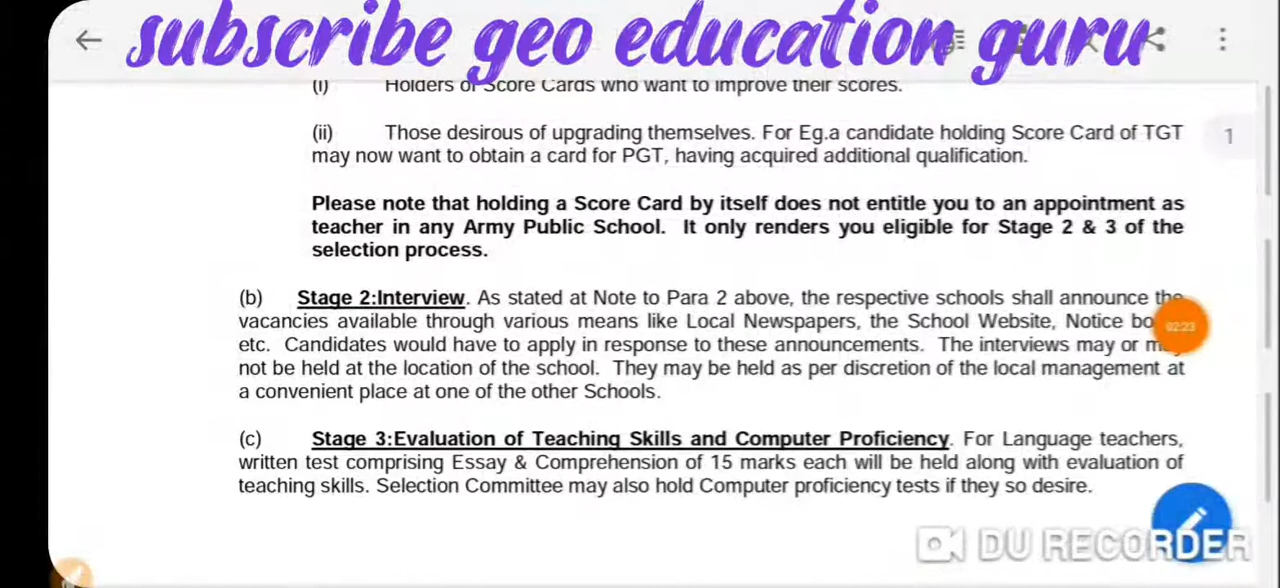 subscribe geo education guru
(i) Holders of Score Cards who want to improve their scores.
(ii) Those desirous of upgrading themselves. For Eg.a candidate holding Score Card of TGT
1
may now want to obtain a card for PGT, having acquired additional qualification.
Please note that holding a Score Card by itself does not entitle you to an appointment as
teacher in any Army Public School. It only renders you eligible for Stage 2 & 3 of the
selection process.
(b) Stage 2:Interview. As stated at Note to Para 2 above, the respective schools shall announce the
vacancies available through various means like Local Newspapers, the School Website, Notice bo
02:23
etc. Candidates would have to apply in response to these announcements. The interviews may or
not be held at the location of the school. They may be held as per discretion of the local management at
a convenient place at one of the other Schools.
(c) Stage 3:Evaluation of Teaching Skills and Computer Proficiency. For Language teachers,
written test comprising Essay & Comprehension of 15 marks each will be held along with evaluation of
teaching skills. Selection Committee may also hold Computer proficiency tests if they so desire.
DU RECORDER